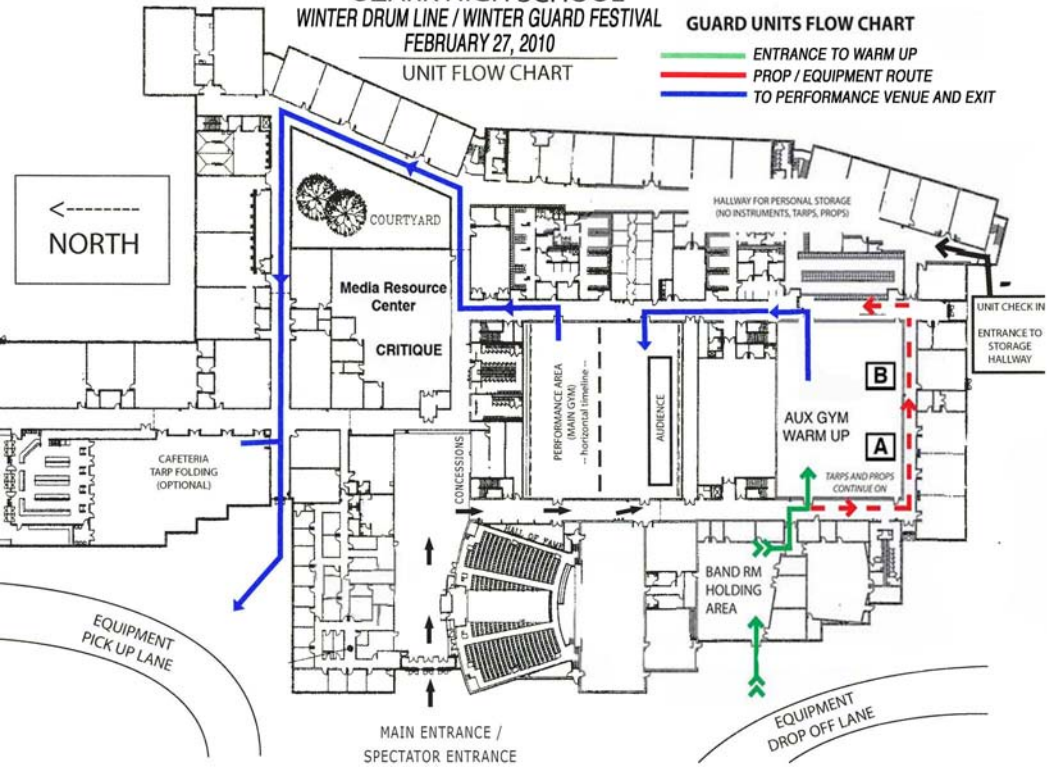 WINTER DRUM LINE / WINTER GUARD FESTIVAL
FEBRUARY 27, 2010
UNIT FLOW CHART
GUARD UNITS FLOW CHART
ENTRANCE TO WARM UP
PROP / EQUIPMENT ROUTE
TO PERFORMANCE VENUE AND EXIT
NORTH
COURTYARD
HALLWAY FOR PERSONAL STORAGE
(NO INSTRUMENTS, TARPS, PROPS)
Media Resource
Center
CRITIQUE
UNIT CHECK IN
ENTRANCE TO
STORAGE
HALLWAY
PERFORMANCE AREA
(MAIN GYM)
-- horizontal timeline --
AUDIENCE
B
AUX GYM
WARM UP
A
TARPS AND PROPS
CONTINUE ON
CAFETERIA
TARP FOLDING
(OPTIONAL)
CONCESSIONS
HALL OF FAME
BAND RM
HOLDING
AREA
EQUIPMENT
PICK UP LANE
EQUIPMENT
DROP OFF LANE
MAIN ENTRANCE /
SPECTATOR ENTRANCE